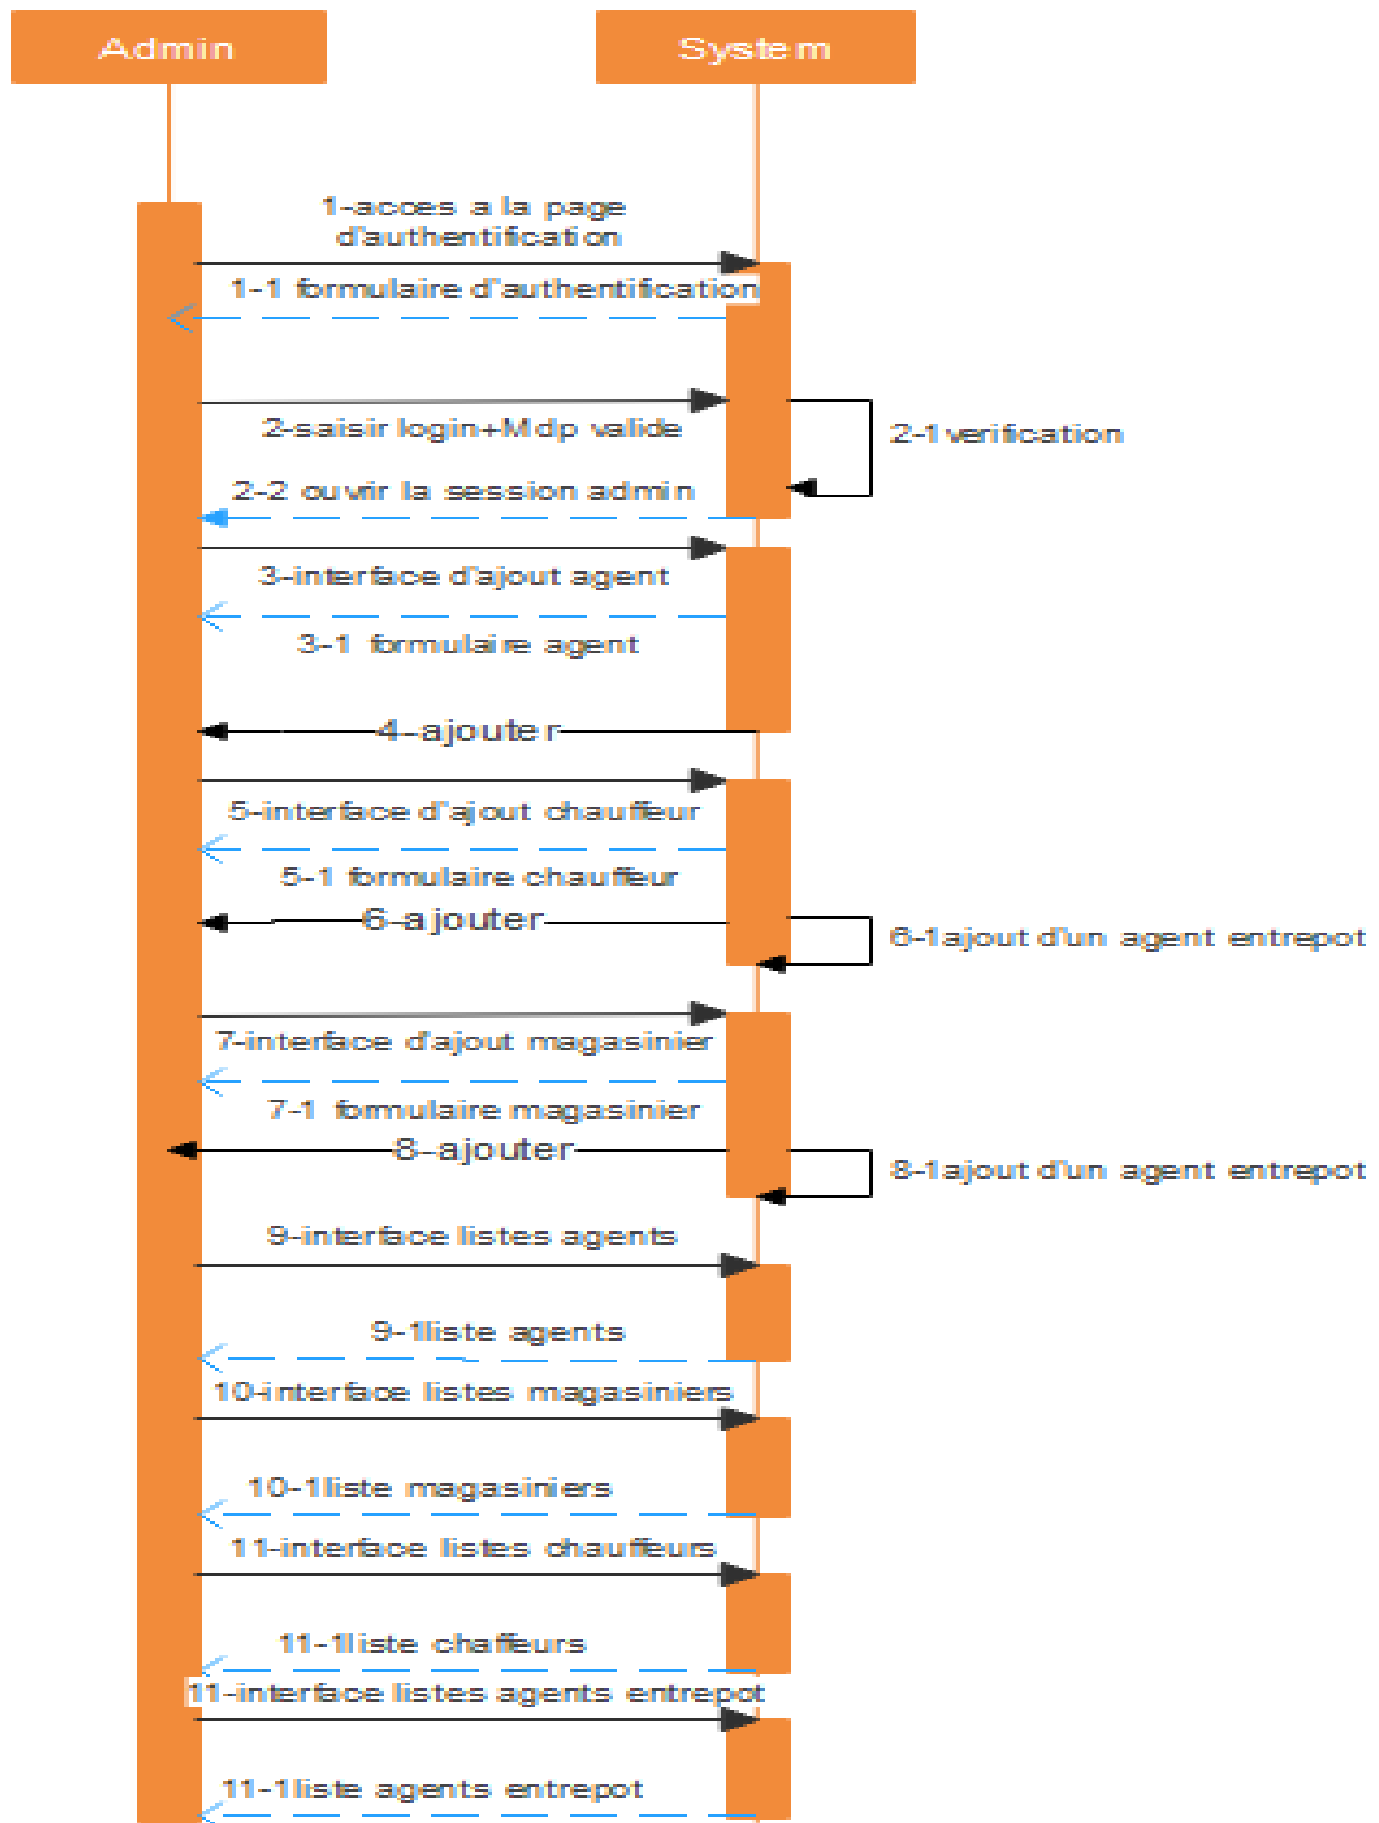 Admin
System
1-acces a la page
d'authentification
1-1 formulaire d'authentification
2-saisir login+Mdp valide
2-1verification
2-2 ouvrir la session admin
3-interface d'ajout agent
3-1 formulaire agent
4-ajouter
5-interface d'ajout chauffeur
5-1 formulaire chauffeur
6-ajouter
6-1ajout d'un agent entrepot
7-interface d'ajout magasinier
7-1 formulaire magasinier
8-ajouter
8-1ajout d'un agent entrepot
9-interface listes agents
9-1liste agents
10-interface listes magasiniers
10-1liste magasiniers
11-interface listes chauffeurs
11-1liste chaffeurs
11-interface listes agents entrepot
11-1liste agents entrepot